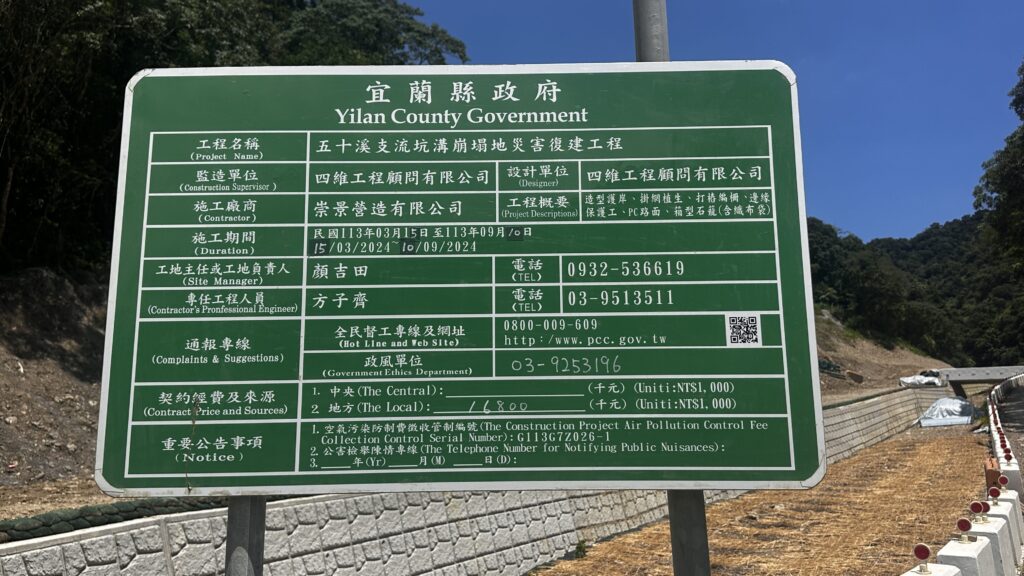 宜蘭縣政府
Yilan County Government
工程名稱
(Project Name)
五十溪支流坑溝崩塌地災害復建工程
監造單位
(Construction Supervisor)
四維工程顧問有限公司
設計單位
(Designer)
四維工程顧問有限公司
施工廠商
(Contractor)
崇景營造有限公司
工程概要
(Project Descriptions)
造型護岸、掛網植生、打樁編柵、邊緣
保護工、PC路面、箱型石籠(含織布袋)
施工期間
(Duration)
民國113年03月15日至113年09月10日
15/03/2024~10/09/2024
工地主任或工地負責人
(Site Manager)
顏吉田
電話
(TEL)
0932-536619
專任工程人員
(Contractor's Pronfessional Engineer)
方子齊
電話
(TEL)
03-9513511
通報專線
(Complaints & Suggestions)
全民督工專線及網址
(Hot Line and Web Site)
0800-009-609
http:/www.pcc.gov.tw
政風單位
(Government Ethics Department)
03-9253196
契約經費及來源
(Contract Price and Sources)
1. 中央(The Central): (千元) (Uniti:NT$1,000)
2 地方(The Local): 16800 (千元) (Uniti:NT$1,000)
重要公告事項
(Notice)
1.空氣污染防制費徵收管制編號(The Construction Project Air Pollution Control Fee
Collection Control Serial Number):G113G7Z026-1
2.公害檢舉陳情專線(The Telephone Number for Notifying Public Nuisances):
3. 年(Yr) 月(M) 日(D):